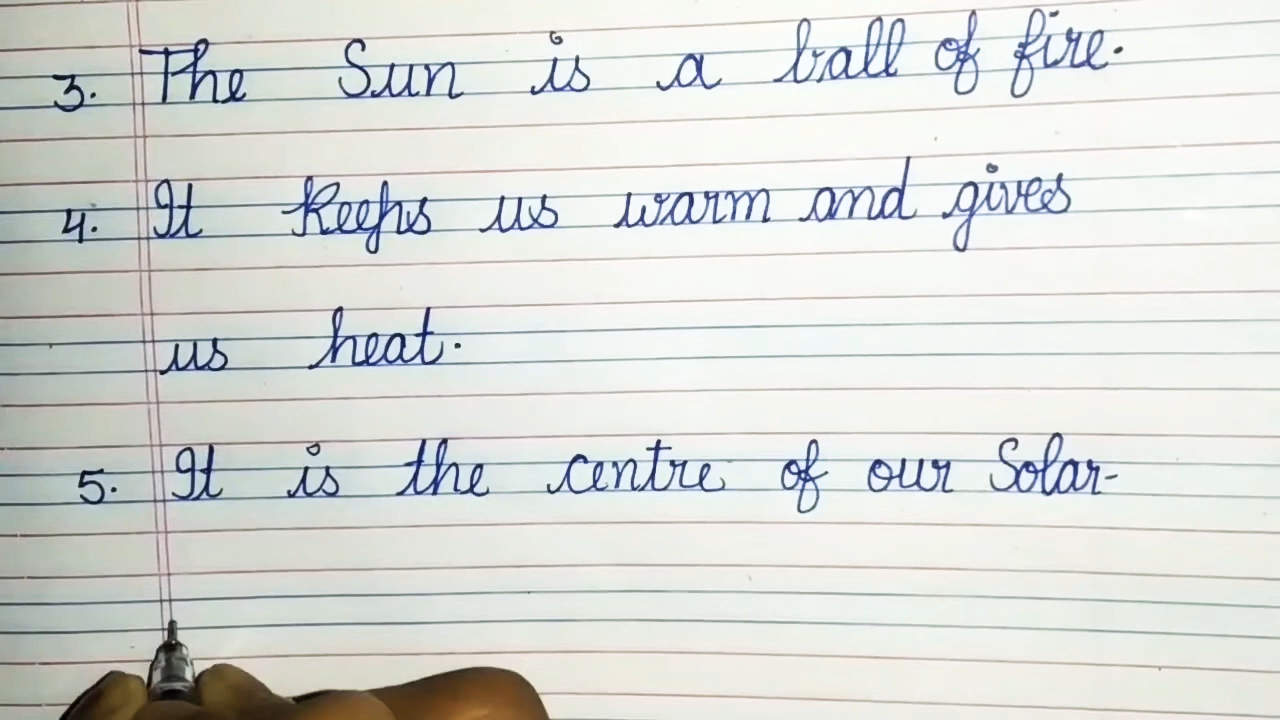 3. The Sun is a ball of fire.
4. It Keeps us warm and gives
us heat.
5. It is the centre of our Solar-